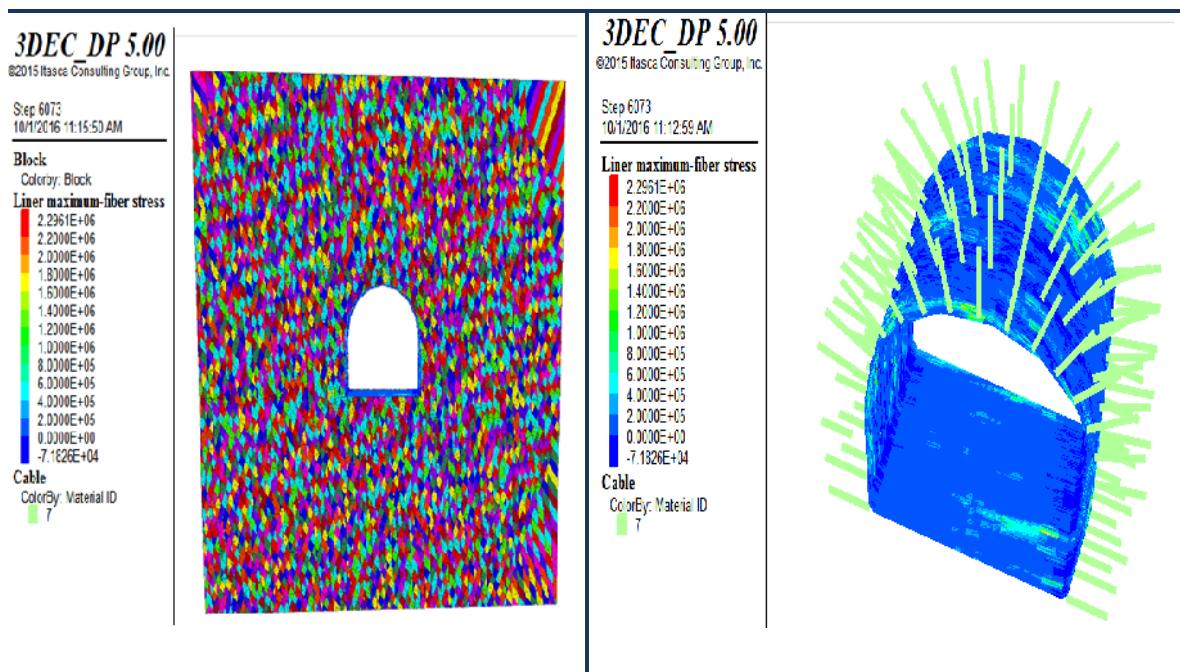 3DEC_DP 5.00
©2015 Itasca Consulting Group, Inc.
Step 6073
10/1/2016 11:15:50 AM
Block
Colorby: Block
Liner maximum-fiber stress
2.2961E+06
2.2000E+06
2.0000E+06
1.8000E+06
1.6000E+06
1.4000E+06
1.2000E+06
1.0000E+06
8.0000E+05
6.0000E+05
4.0000E+05
2.0000E+05
0.0000E+00
-7.1826E+04
Cable
ColorBy: Material ID
7
3DEC_DP 5.00
©2015 Itasca Consulting Group, Inc.
Step 6073
10/1/2016 11:12:59 AM
Liner maximum-fiber stress
2.2961E+06
2.2000E+06
2.0000E+06
1.8000E+06
1.6000E+06
1.4000E+06
1.2000E+06
1.0000E+06
8.0000E+05
6.0000E+05
4.0000E+05
2.0000E+05
0.0000E+00
-7.1826E+04
Cable
ColorBy: Material ID
7